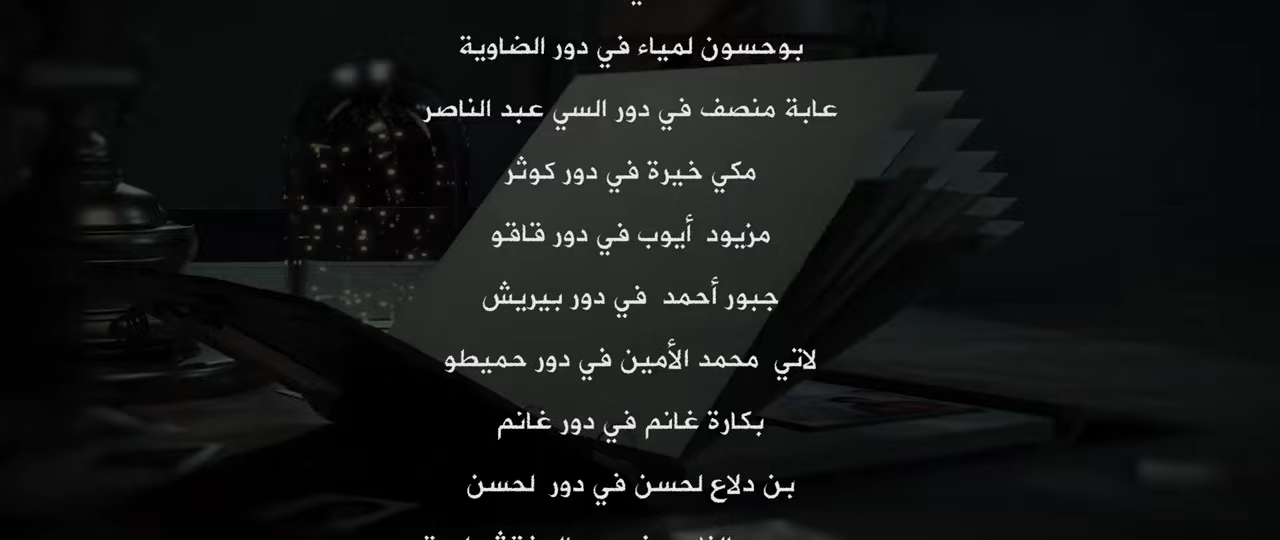 بوحسون لمياء في دور الضاوية
عابة منصف في دور السي عبد الناصر
مكي خيرة في دور كوثر
مزيود أيوب في دور قاقو
جبور أحمد في دور بيريش
لاتي محمد الأمين في دور حميطو
بكارة غانم في دور غانم
بن دلاع لحسن في دور لحسن